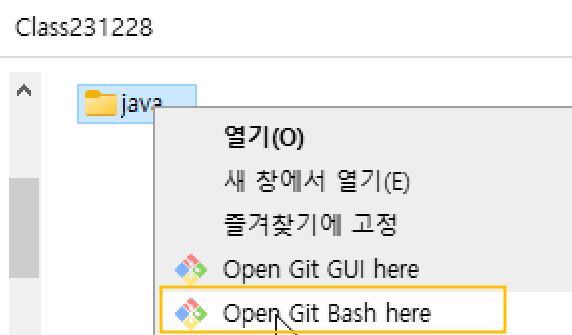 Class231228
java
열기(O)
새 창에서 열기(E)
즐겨찾기에 고정
Open Git GUI here
Open Git Bash here